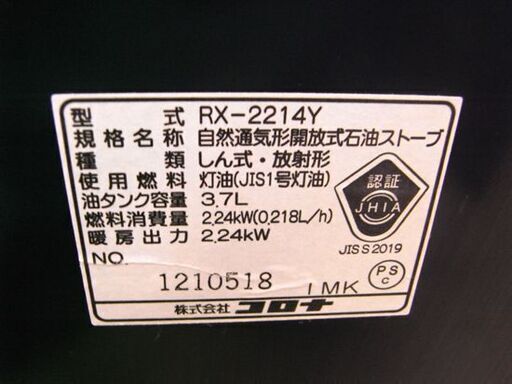 型式 RX-2214Y
規格名称 自然通気形開放式石油ストーブ
種類 しん式・放射形
使用燃料 灯油(JIS1号灯油)
油タンク容量 3.7L
燃料消費量 2.24kW(0.218L/h)
暖房出力 2.24kW
認証
JHIA
JIS S 2019
NO.
1210518 1MK
PS
C
株式会社 コロナ